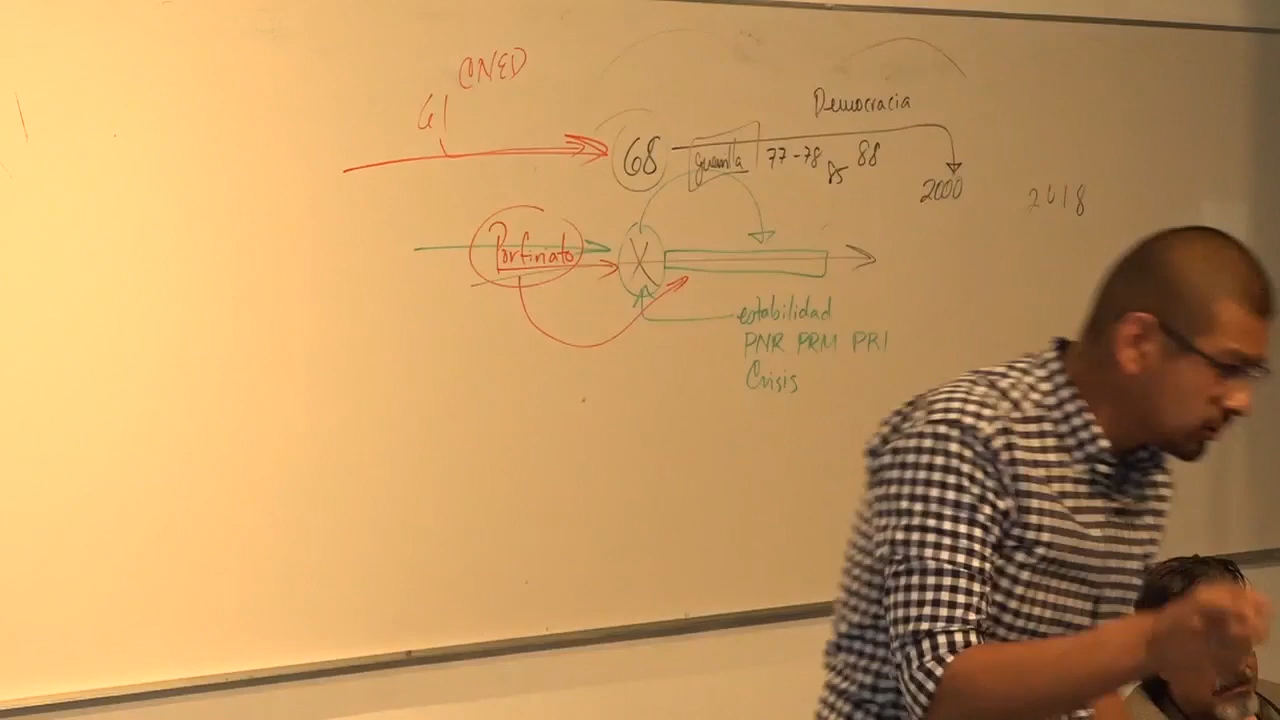 CNED
61
Democracia
68 guerrilla 77-78 85 88
2000
2018
Porfiriato
X
estabilidad
PNR PRM PRI
Crisis